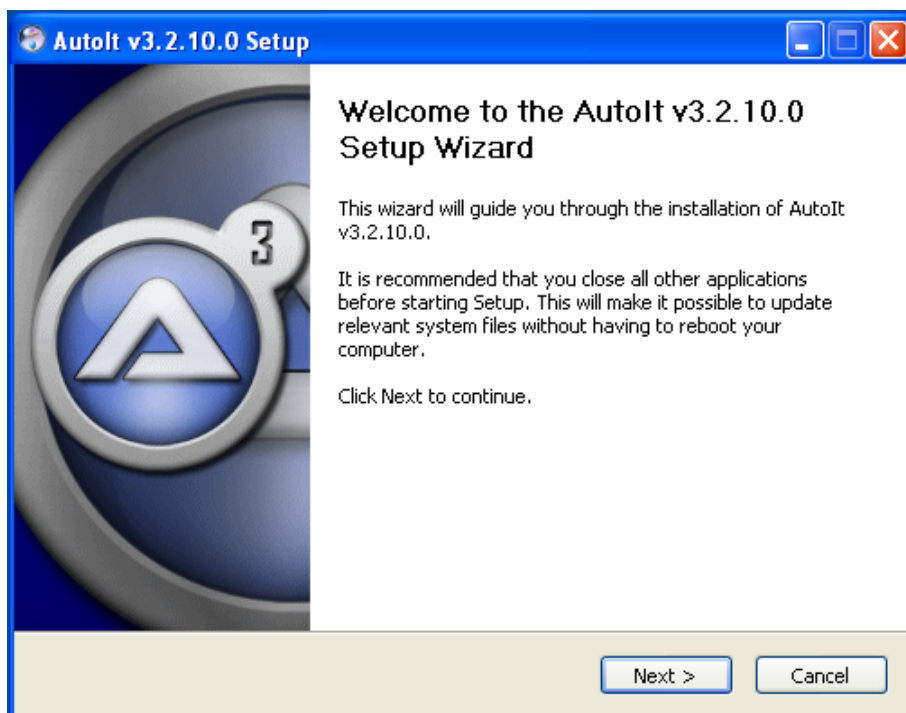 AutoIt v3.2.10.0 Setup
Welcome to the AutoIt v3.2.10.0
Setup Wizard
This wizard will guide you through the installation of AutoIt
v3.2.10.0.
It is recommended that you close all other applications
before starting Setup. This will make it possible to update
relevant system files without having to reboot your
computer.
Click Next to continue.
3
Next >
Cancel